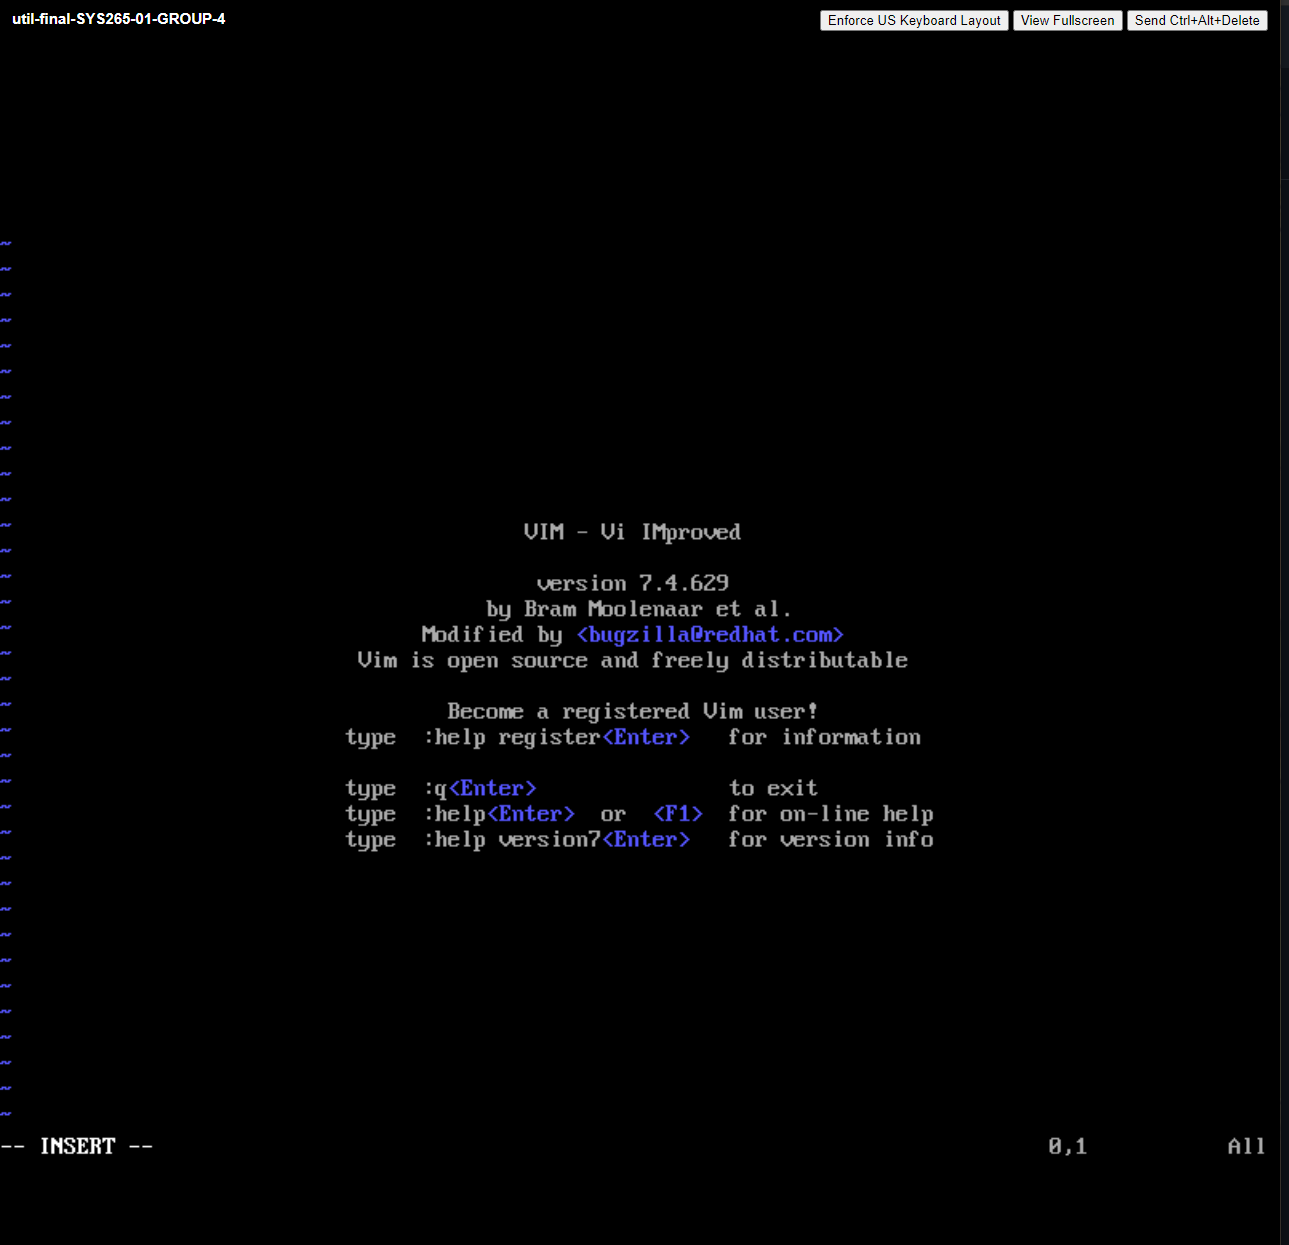 util-final-SYS265-01-GROUP-4
Enforce US Keyboard Layout View Fullscreen Send Ctrl+Alt+Delete
~
~
~
~
~
~
~
~
~
~
~
~ VIM - Vi IMproved
~
~ version 7.4.629
~ by Bram Moolenaar et al.
~ Modified by <bugzilla@redhat.com>
~ Vim is open source and freely distributable
~
~ Become a registered Vim user!
~ type :help register<Enter> for information
~
~ type :q<Enter> to exit
~ type :help<Enter> or <F1> for on-line help
~ type :help version7<Enter> for version info
~
~
~
~
~
~
~
~
~
~
~
-- INSERT -- 0,1 All